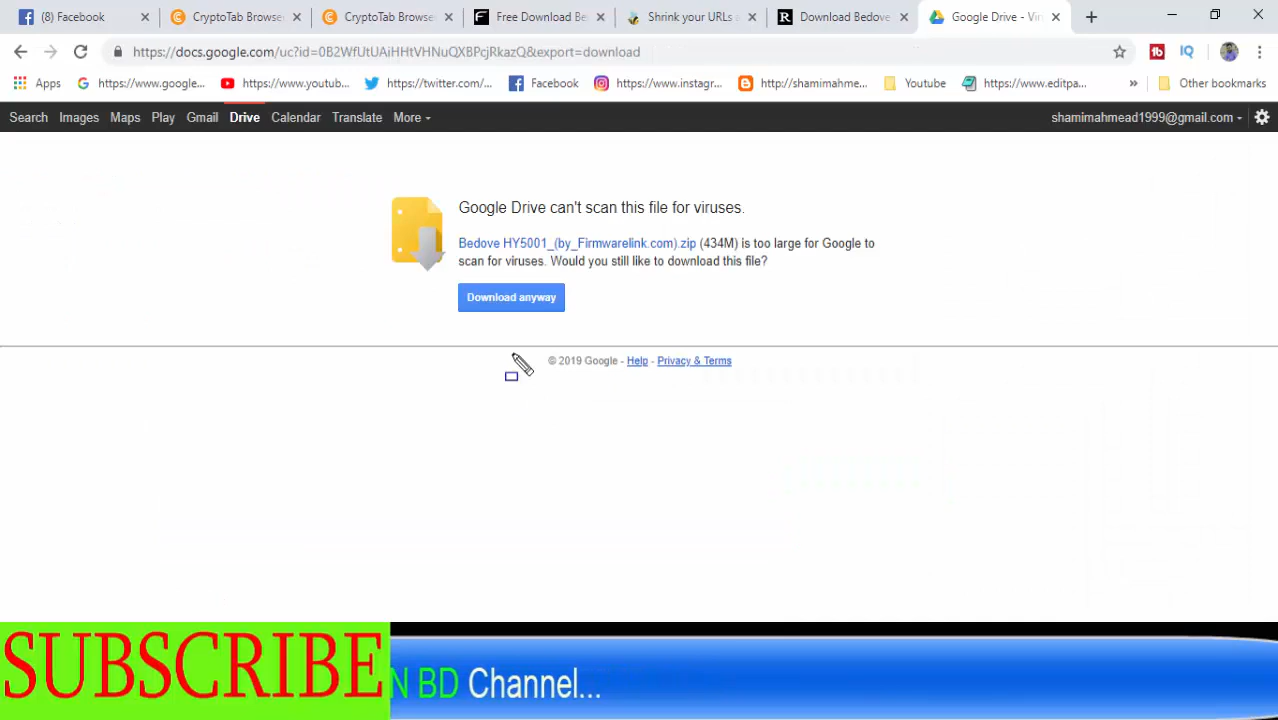 (8) Facebook
CryptoTab Browse
CryptoTab Browse
Free Download Be
Shrink your URLs
Download Bedove
Google Drive - Vir
https://docs.google.com/uc?id=0B2WfUtUAiHHtVHNuQXBPcjRkazQ&export=download
Apps
https://www.google...
https://www.youtub...
https://twitter.com/...
Facebook
https://www.instagr...
http://shamimahme...
Youtube
https://www.editpa...
»
Other bookmarks
Search Images Maps Play Gmail Drive Calendar Translate More
shamimahmead1999@gmail.com
Google Drive can't scan this file for viruses.
Bedove HY5001_(by_Firmwarelink.com).zip (434M) is too large for Google to
scan for viruses. Would you still like to download this file?
Download anyway
© 2019 Google - Help - Privacy & Terms
SUBSCRIBE
N BD Channel...